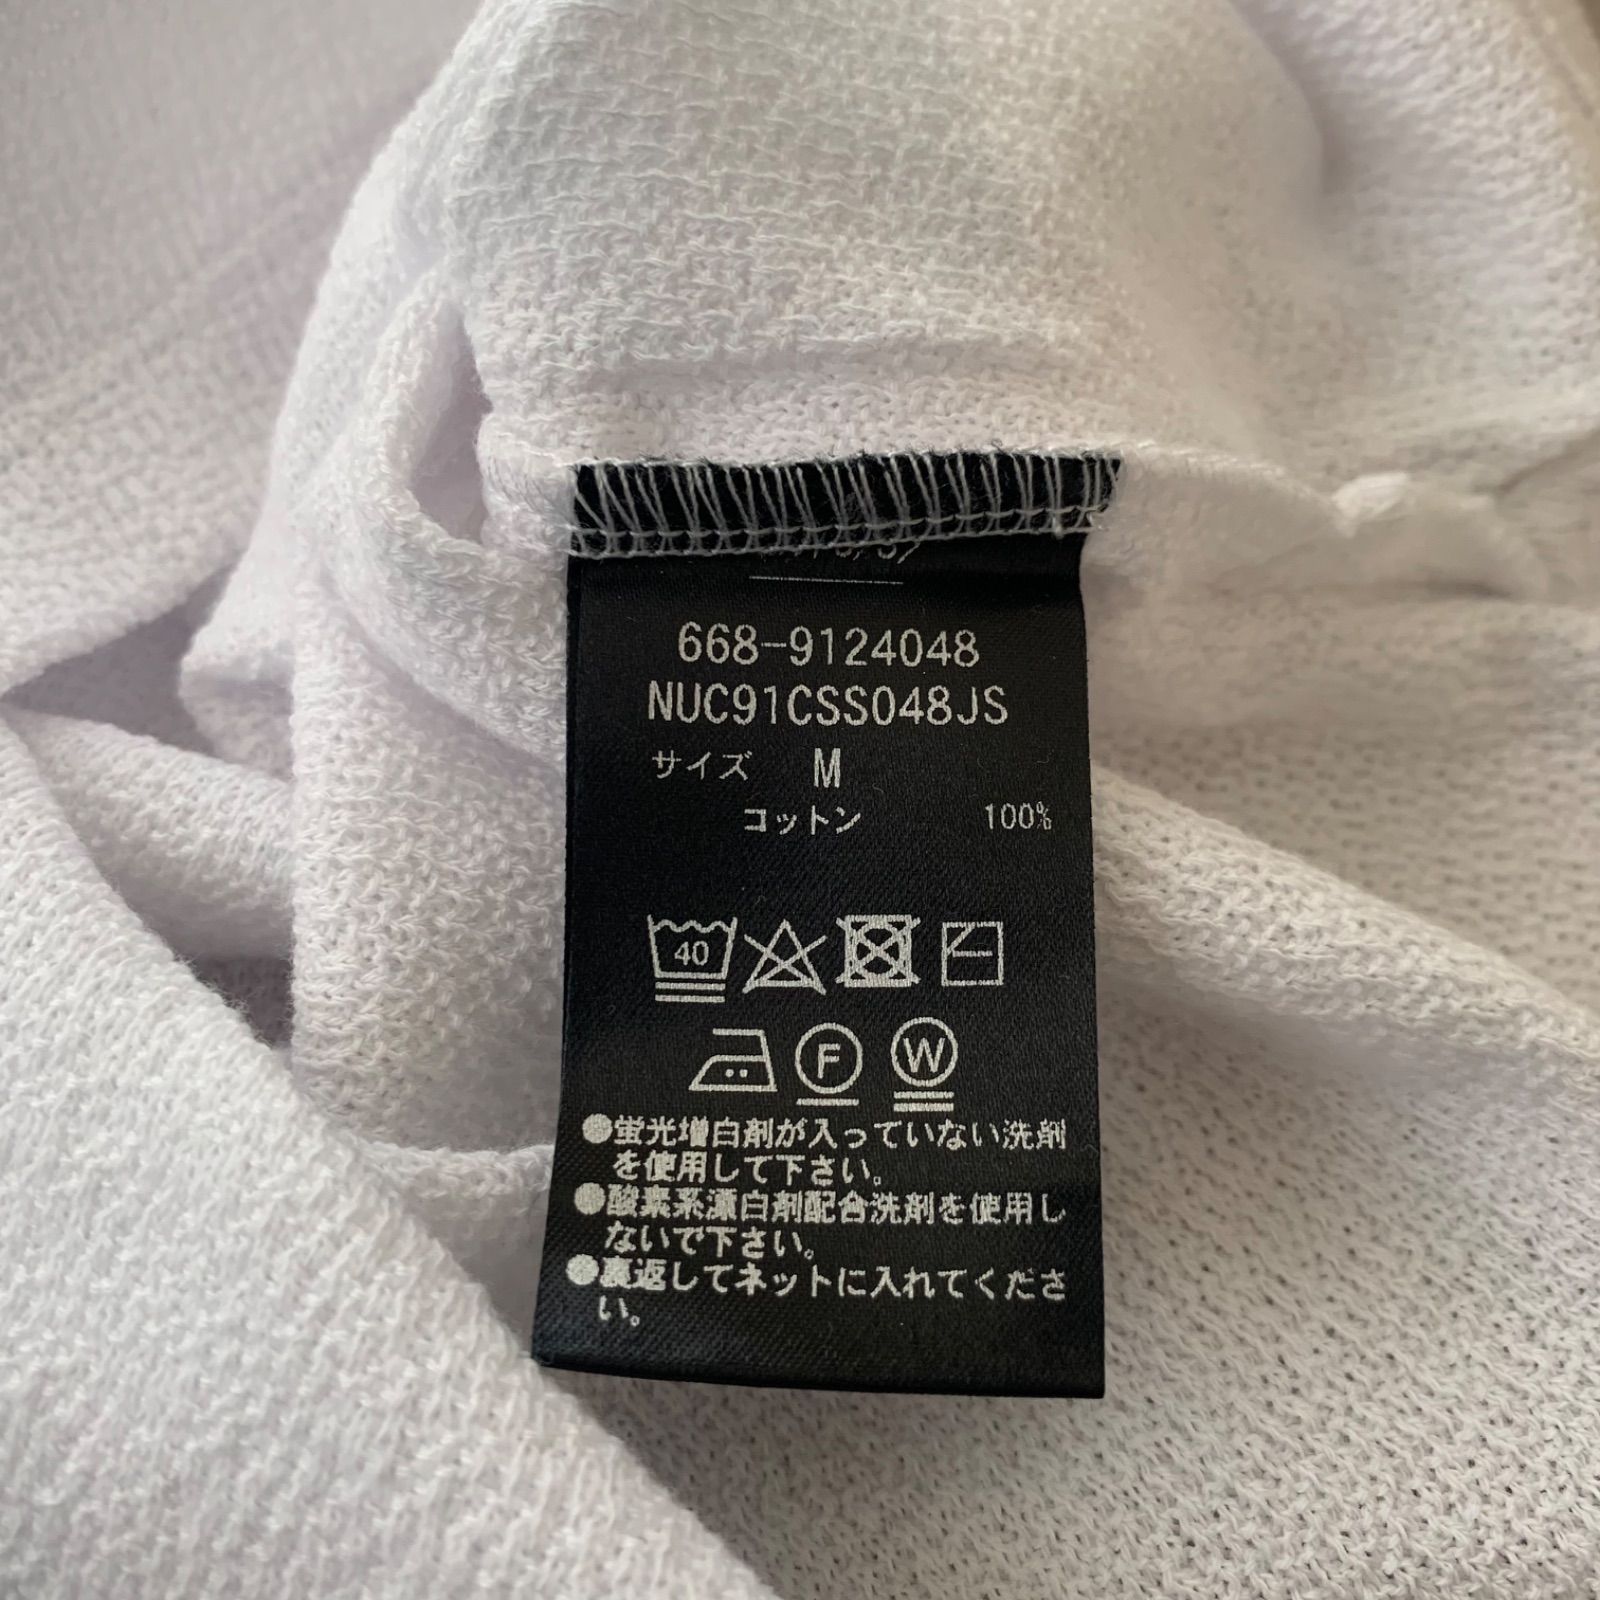 668-9124048
NUC91CSS048JS
サイズ M
コットン 100%
40
F W
●蛍光増白剤が入っていない洗剤
を使用して下さい。
●酸素系漂白剤配合洗剤を使用し
ないで下さい。
●裏返してネットに入れてくださ
い。